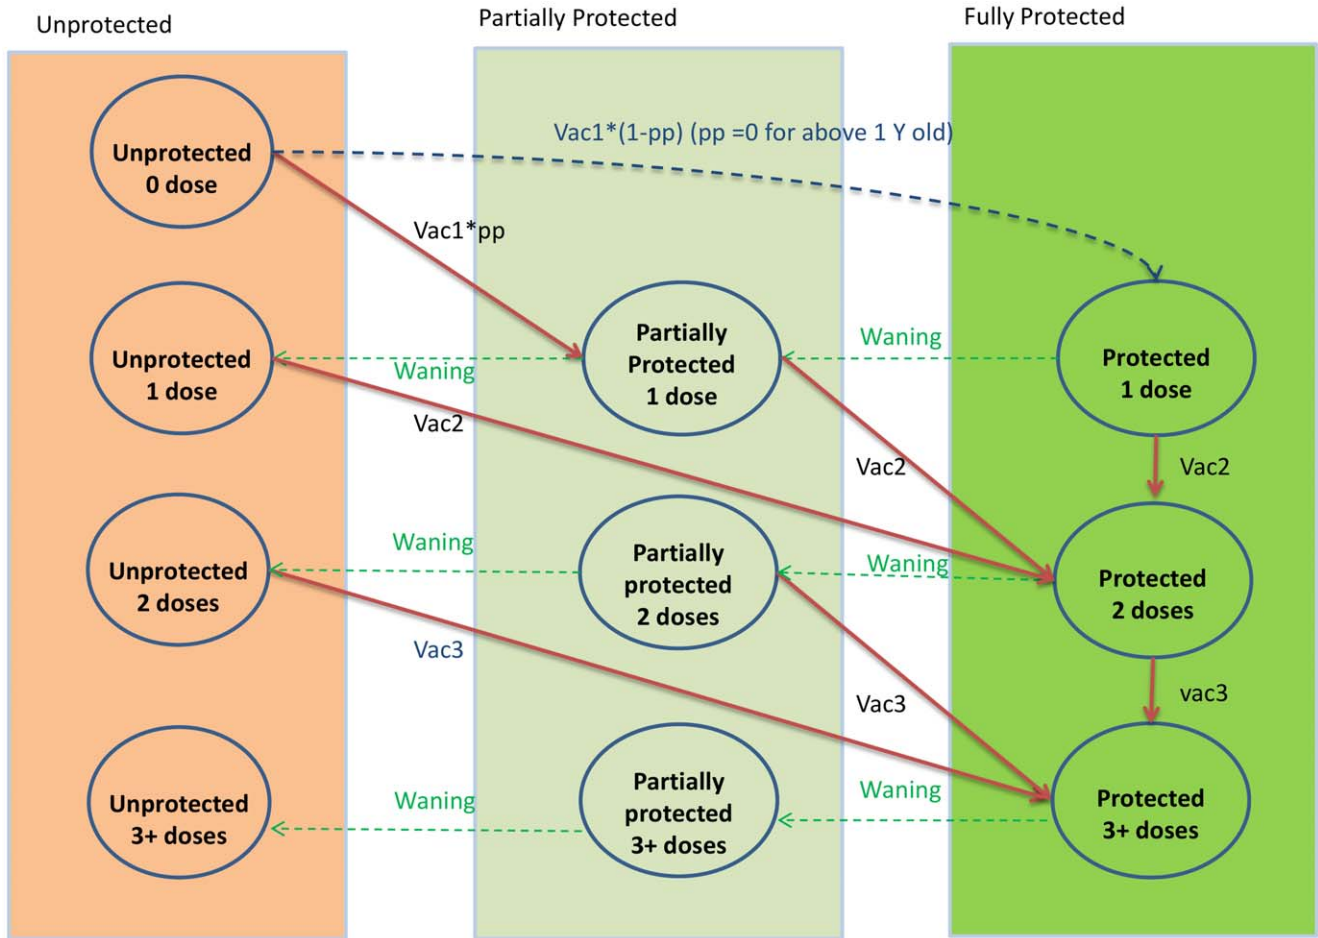 Unprotected
Partially Protected
Fully Protected
Vac1*(1-pp) (pp =0 for above 1 Y old)
Unprotected
0 dose
Vac1*pp
Unprotected
1 dose
Waning
Partially
Protected
1 dose
Waning
Protected
1 dose
Vac2
Vac2
Vac2
Unprotected
2 doses
Waning
Partially
protected
2 doses
Waning
Protected
2 doses
Vac3
Vac3
vac3
Unprotected
3+ doses
Waning
Partially
protected
3+ doses
Waning
Protected
3+ doses